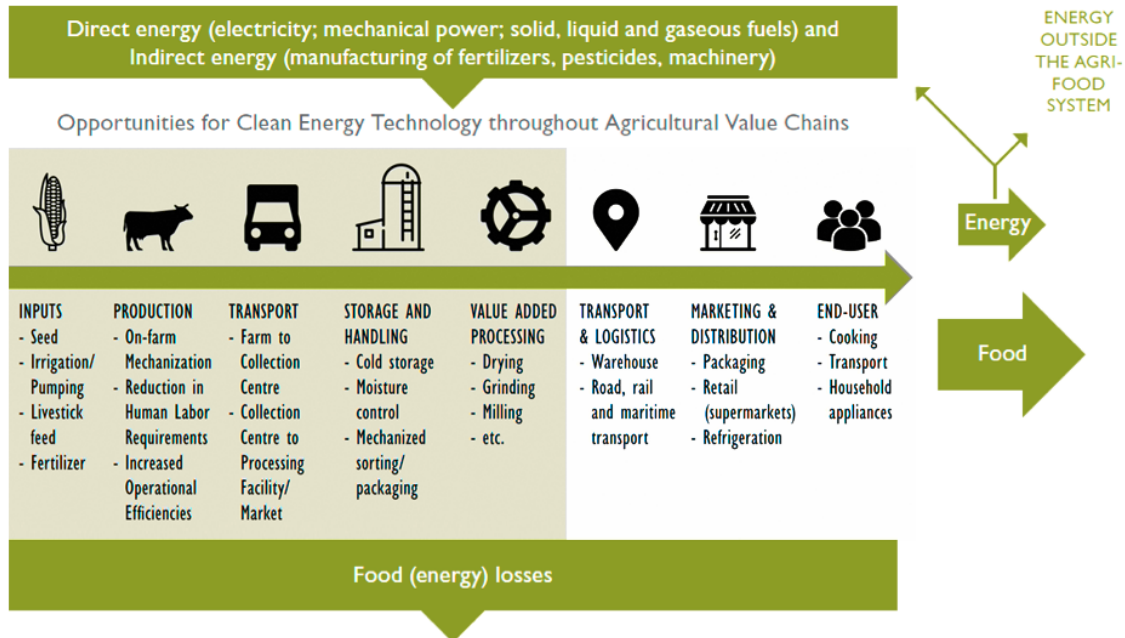 Direct energy (electricity; mechanical power; solid, liquid and gaseous fuels) and
Indirect energy (manufacturing of fertilizers, pesticides, machinery)
ENERGY
OUTSIDE
THE AGRI-
FOOD
SYSTEM
Opportunities for Clean Energy Technology throughout Agricultural Value Chains
Energy
Food
INPUTS
- Seed
- Irrigation/
Pumping
- Livestick
feed
- Fertilizer
PRODUCTION
- On-farm
Mechanization
- Reduction in
Human Labor
Requirements
- Increased
Operational
Efficiencies
TRANSPORT
- Farm to
Collection
Centre
- Collection
Centre to
Processing
Facility/
Market
STORAGE AND
HANDLING
- Cold storage
- Moisture
control
- Mechanized
sorting/
packaging
VALUE ADDED
PROCESSING
- Drying
- Grinding
- Milling
- etc.
TRANSPORT
& LOGISTICS
- Warehouse
- Road, rail
and maritime
transport
MARKETING &
DISTRIBUTION
- Packaging
- Retail
(supermarkets)
- Refrigeration
END-USER
- Cooking
- Transport
- Household
appliances
Food (energy) losses